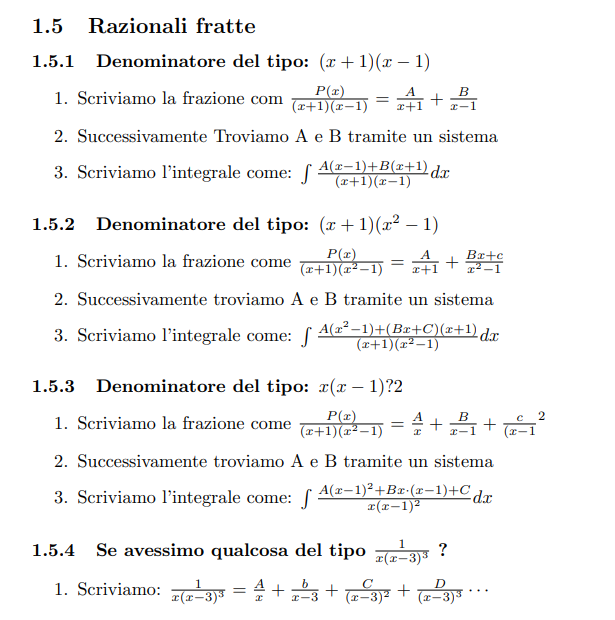 1.5 Razionali fratte
1.5.1 Denominatore del tipo: (x + 1)(x − 1)
1. Scriviamo la frazione com $\frac{P(x)}{(x+1)(x-1)} = \frac{A}{x+1} + \frac{B}{x-1}$
2. Successivamente Troviamo A e B tramite un sistema
3. Scriviamo l'integrale come: $\int \frac{A(x-1)+B(x+1)}{(x+1)(x-1)} dx$
1.5.2 Denominatore del tipo: $(x + 1)(x^2 - 1)$
1. Scriviamo la frazione come $\frac{P(x)}{(x+1)(x^2-1)} = \frac{A}{x+1} + \frac{Bx+c}{x^2-1}$
2. Successivamente troviamo A e B tramite un sistema
3. Scriviamo l'integrale come: $\int \frac{A(x^2-1)+(Bx+C)(x+1)}{(x+1)(x^2-1)} dx$
1.5.3 Denominatore del tipo: x(x − 1)?2
1. Scriviamo la frazione come $\frac{P(x)}{(x+1)(x^2-1)} = \frac{A}{x} + \frac{B}{x-1} + \frac{c}{(x-1}^2$
2. Successivamente troviamo A e B tramite un sistema
3. Scriviamo l'integrale come: $\int \frac{A(x-1)^2+Bx\cdot(x-1)+C}{x(x-1)^2} dx$
1.5.4 Se avessimo qualcosa del tipo $\frac{1}{x(x-3)^3}$ ?
1. Scriviamo: $\frac{1}{x(x-3)^3} = \frac{A}{x} + \frac{b}{x-3} + \frac{C}{(x-3)^2} + \frac{D}{(x-3)^3} \cdots$